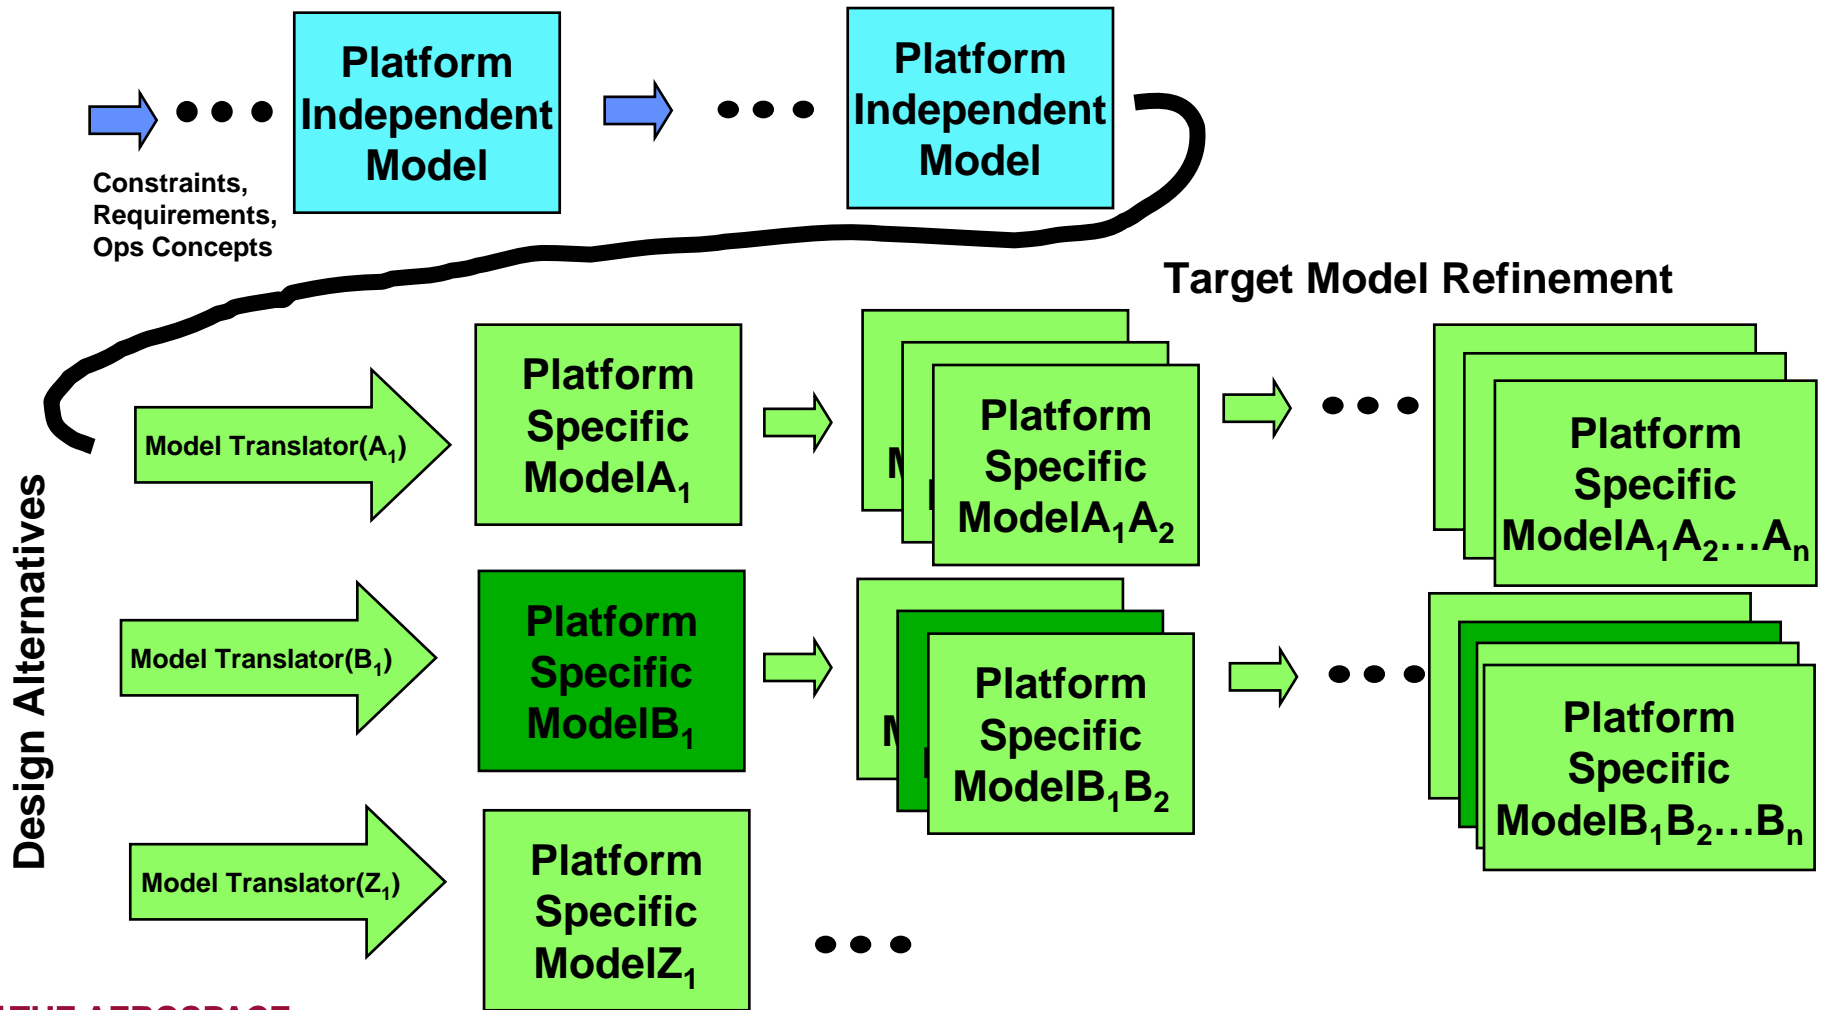 Platform
Independent
Model
Platform
Independent
Model
Constraints,
Requirements,
Ops Concepts
Target Model Refinement
Design Alternatives
Model Translator(A₁)
Platform
Specific
ModelA₁
Platform
Specific
ModelA₁A₂
Platform
Specific
ModelA₁A₂…Aₙ
Model Translator(B₁)
Platform
Specific
ModelB₁
Platform
Specific
ModelB₁B₂
Platform
Specific
ModelB₁B₂…Bₙ
Model Translator(Z₁)
Platform
Specific
ModelZ₁
THE AEROSPACE